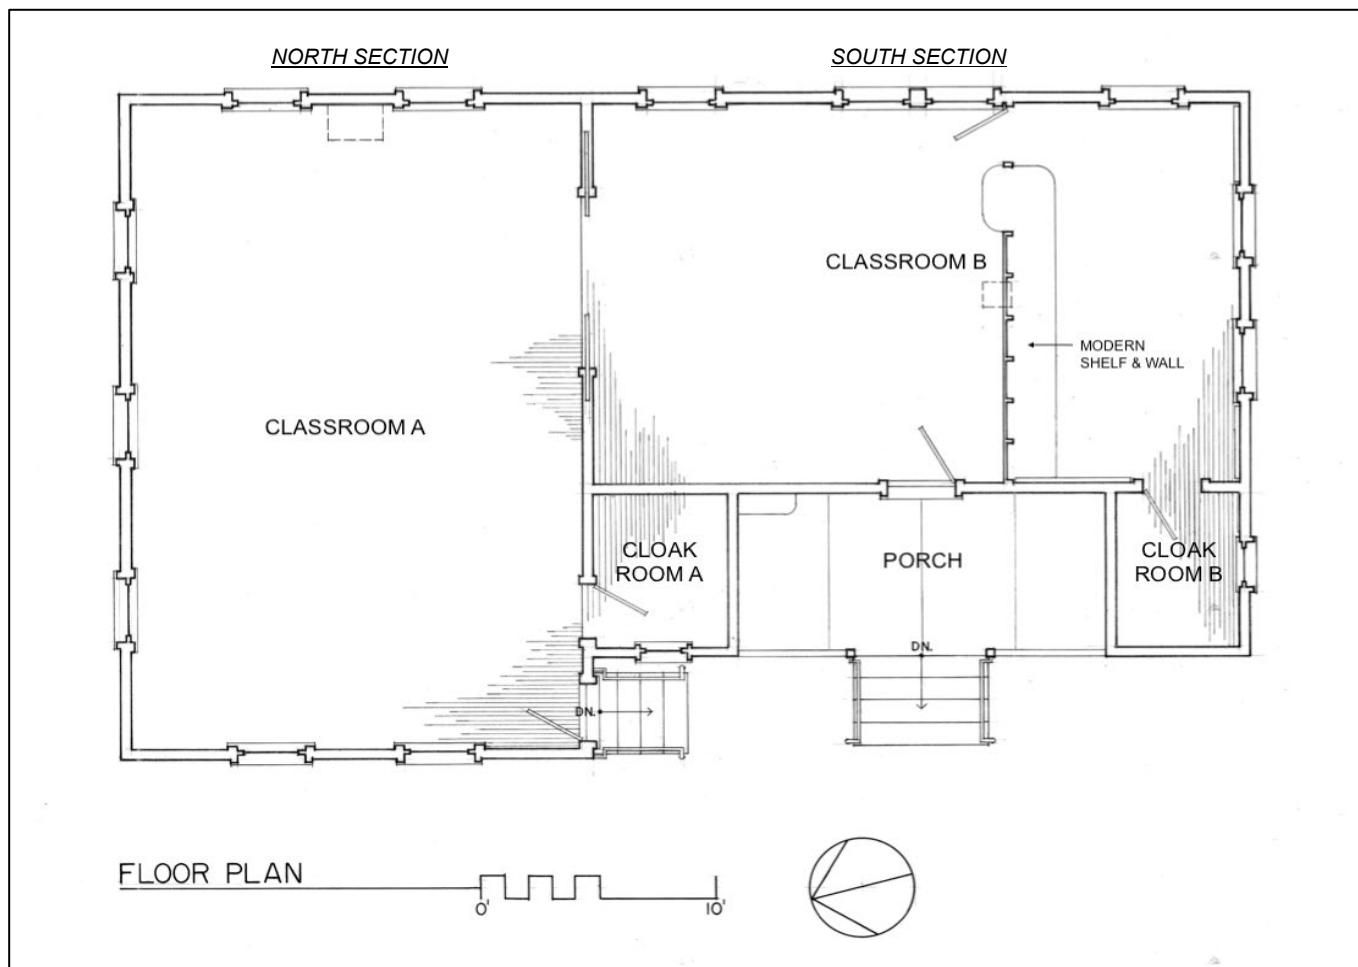 NORTH SECTION
SOUTH SECTION
CLASSROOM B
MODERN
SHELF & WALL
CLASSROOM A
CLOAK
ROOM A
PORCH
CLOAK
ROOM B
DN.
DN.
FLOOR PLAN
0'
10'